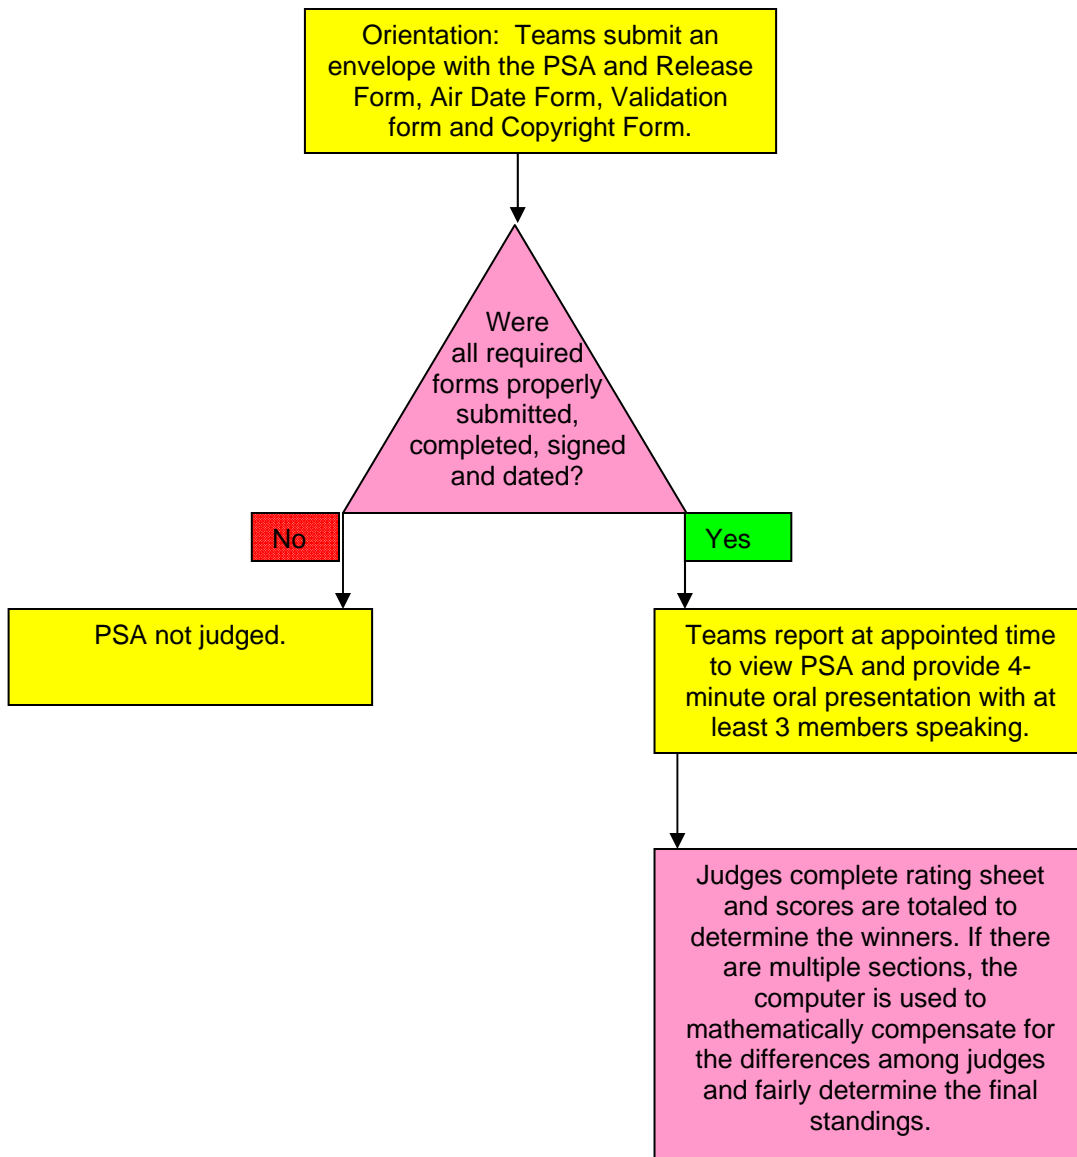 Orientation:  Teams submit an
envelope with the PSA and Release
Form, Air Date Form, Validation
form and Copyright Form.
Were
all required
forms properly
submitted,
completed, signed
and dated?
No
Yes
PSA not judged.
Teams report at appointed time
to view PSA and provide 4-
minute oral presentation with at
least 3 members speaking.
Judges complete rating sheet
and scores are totaled to
determine the winners. If there
are multiple sections, the
computer is used to
mathematically compensate for
the differences among judges
and fairly determine the final
standings.